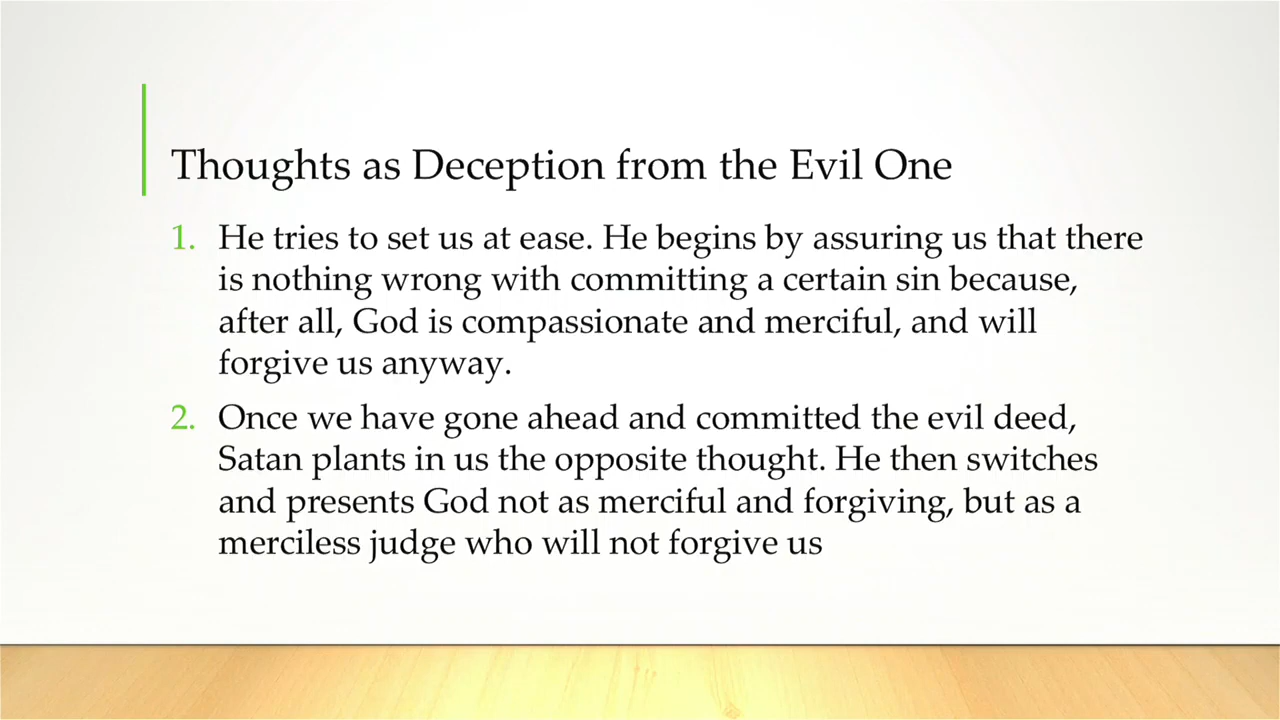 Thoughts as Deception from the Evil One
1. He tries to set us at ease. He begins by assuring us that there
is nothing wrong with committing a certain sin because,
after all, God is compassionate and merciful, and will
forgive us anyway.
2. Once we have gone ahead and committed the evil deed,
Satan plants in us the opposite thought. He then switches
and presents God not as merciful and forgiving, but as a
merciless judge who will not forgive us